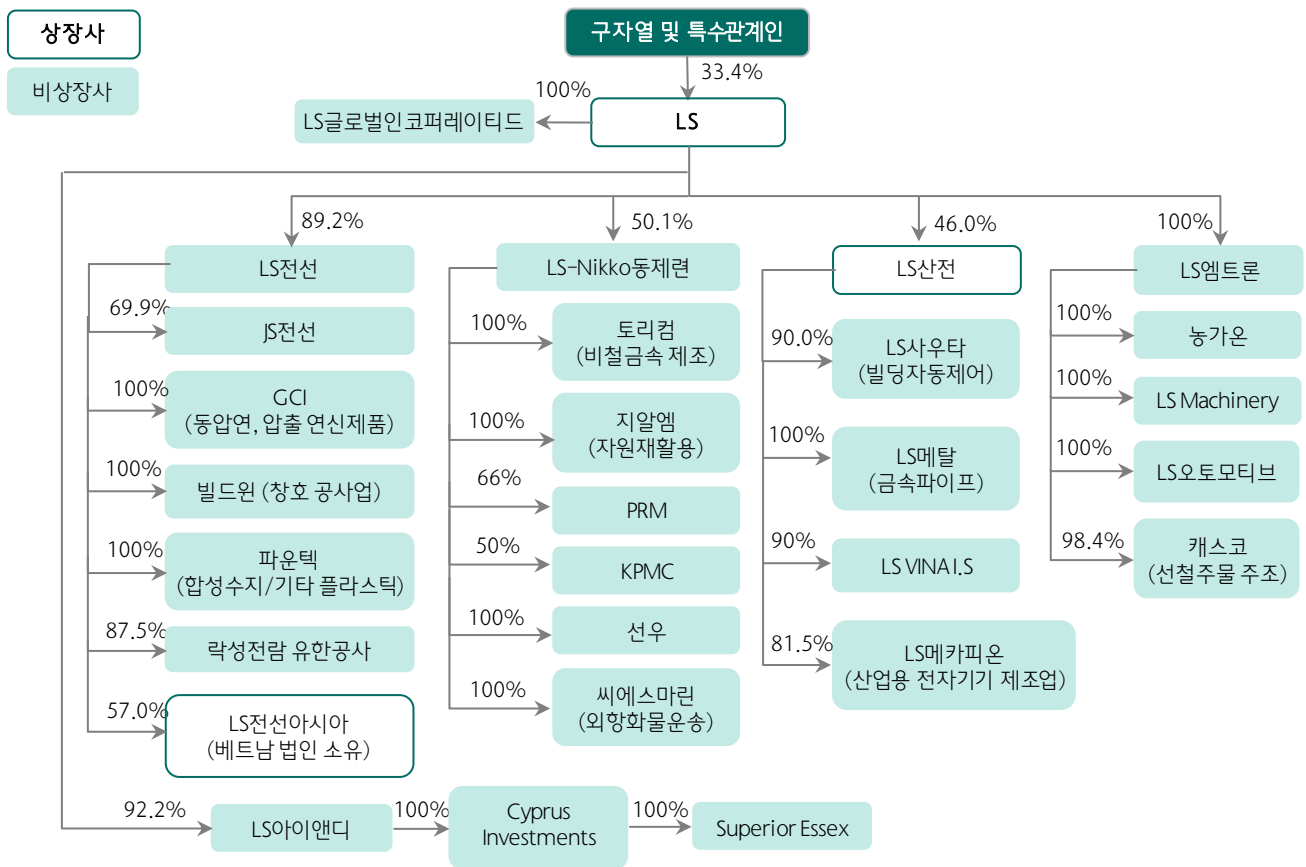 상장사
비상장사
구자열 및 특수관계인
33.4%
100%
LS글로벌인코퍼레이티드
LS
89.2%
50.1%
46.0%
100%
LS전선
LS-Nikko동제련
LS산전
LS엠트론
69.9%
JS전선
100%
GCI
(동압연, 압출 연신제품)
100%
빌드윈 (창호 공사업)
100%
파운텍
(합성수지/기타 플라스틱)
87.5%
락성전람 유한공사
57.0%
LS전선아시아
(베트남 법인 소유)
100%
토리컴
(비철금속 제조)
100%
지알엠
(자원재활용)
66%
PRM
50%
KPMC
100%
선우
100%
씨에스마린
(외항화물운송)
90.0%
LS사우타
(빌딩자동제어)
100%
LS메탈
(금속파이프)
90%
LS VINA I.S
81.5%
LS메카피온
(산업용 전자기기 제조업)
100%
농가온
100%
LS Machinery
100%
LS오토모티브
98.4%
캐스코
(선철주물 주조)
92.2%
LS아이앤디
100%
Cyprus
Investments
100%
Superior Essex